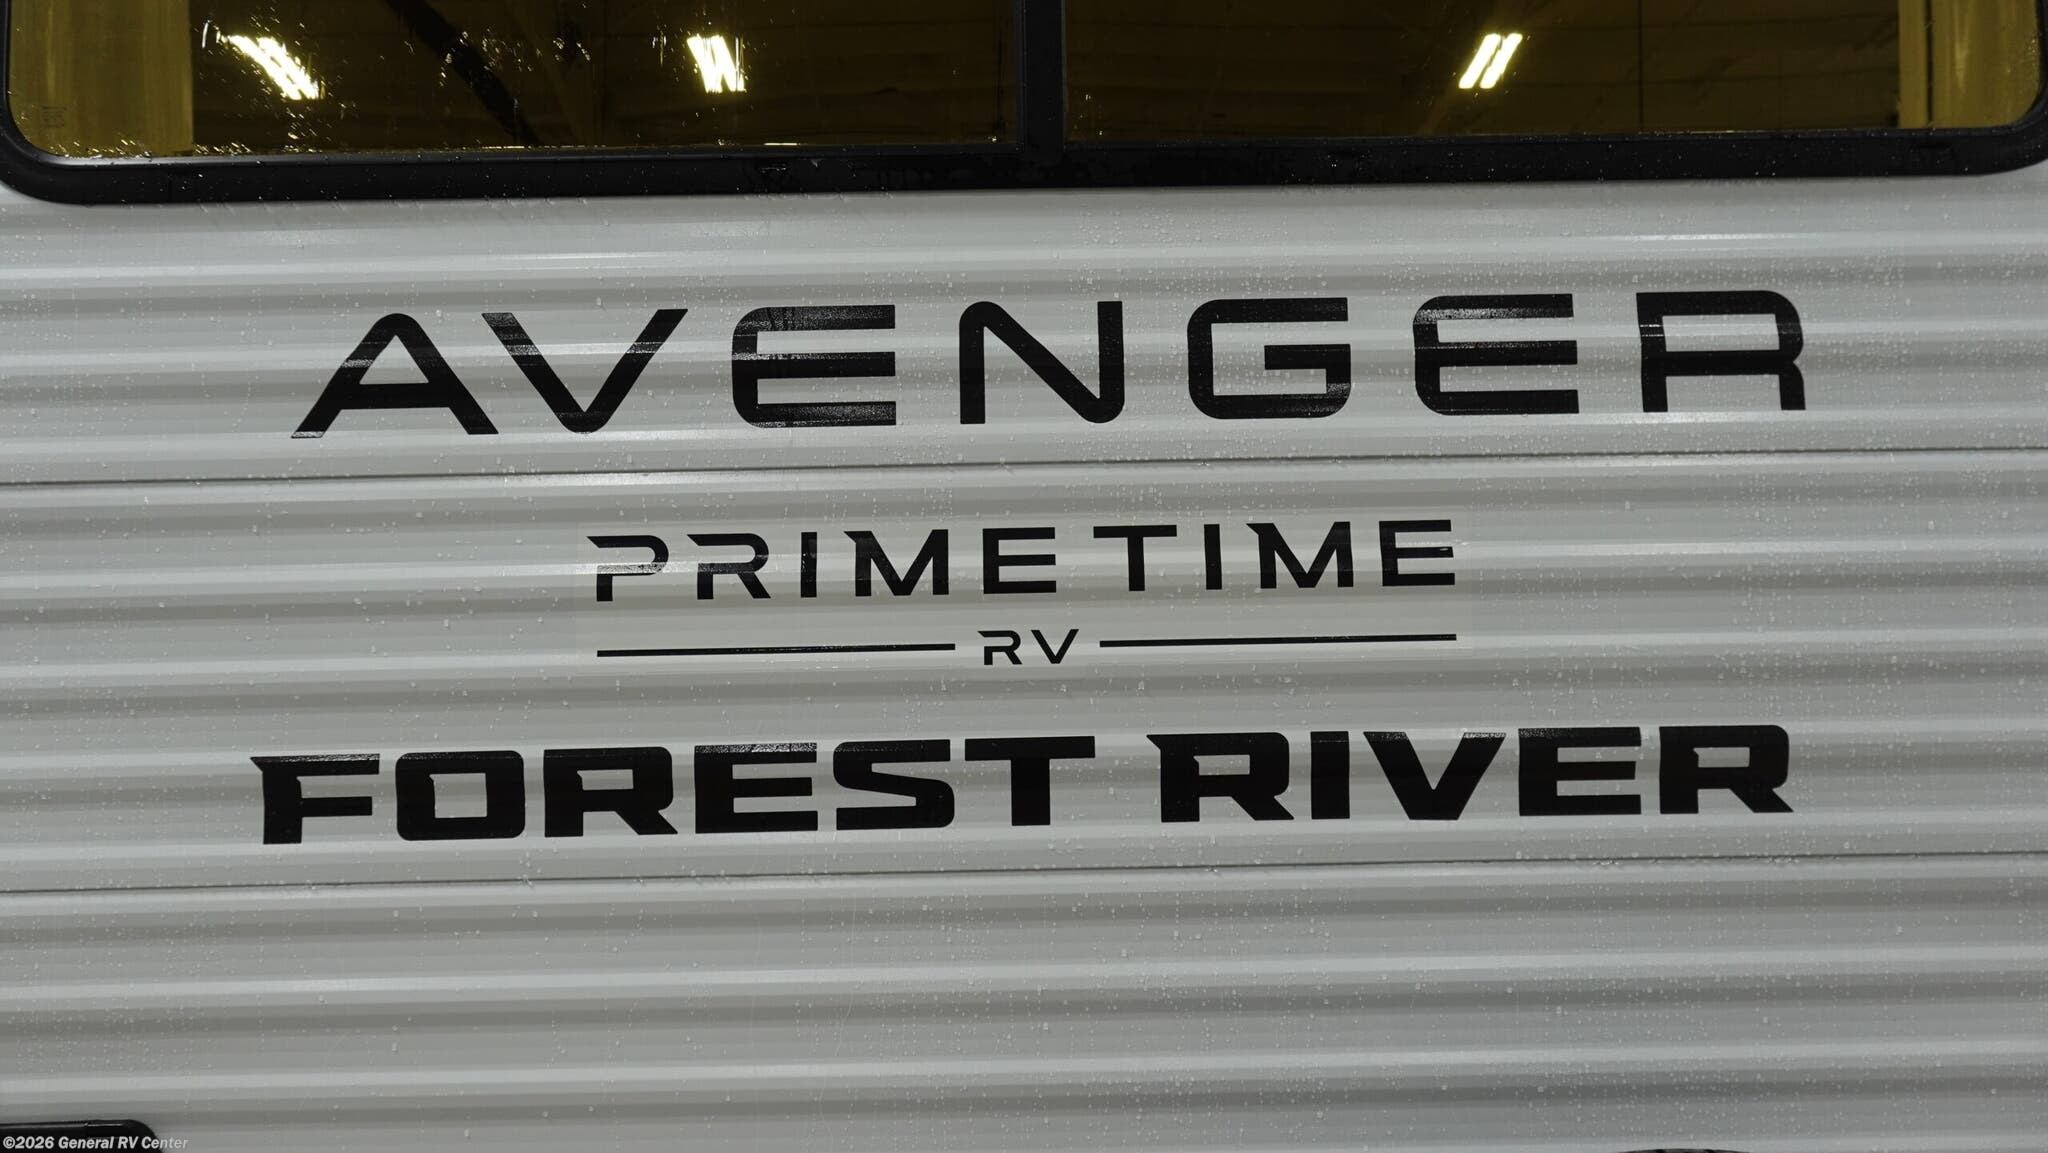 AVENGER
PRIME TIME
RV
FOREST RIVER
©2026 General RV Center